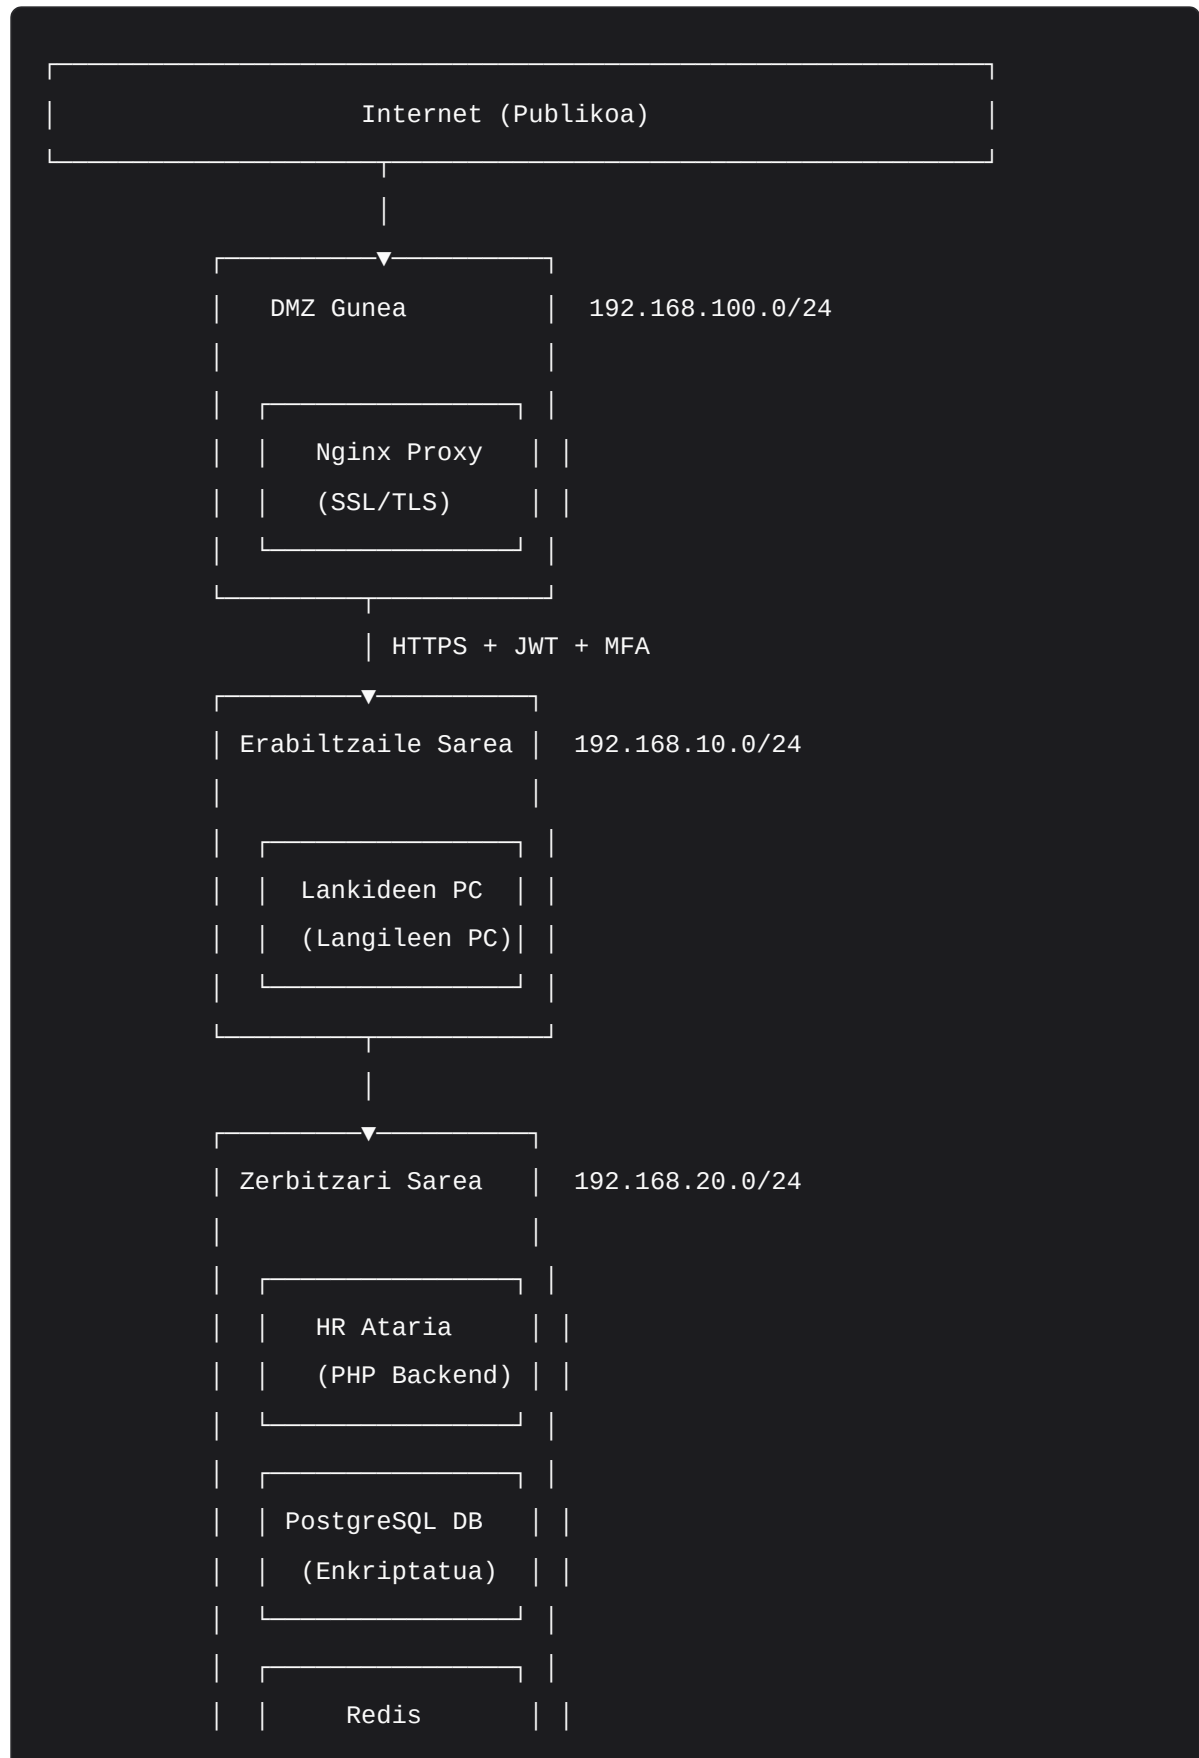 Internet (Publikoa)
DMZ Gunea 192.168.100.0/24
Nginx Proxy
(SSL/TLS)
HTTPS + JWT + MFA
Erabiltzaile Sarea 192.168.10.0/24
Lankideen PC
(Langileen PC)
Zerbitzari Sarea 192.168.20.0/24
HR Ataria
(PHP Backend)
PostgreSQL DB
(Enkriptatua)
Redis